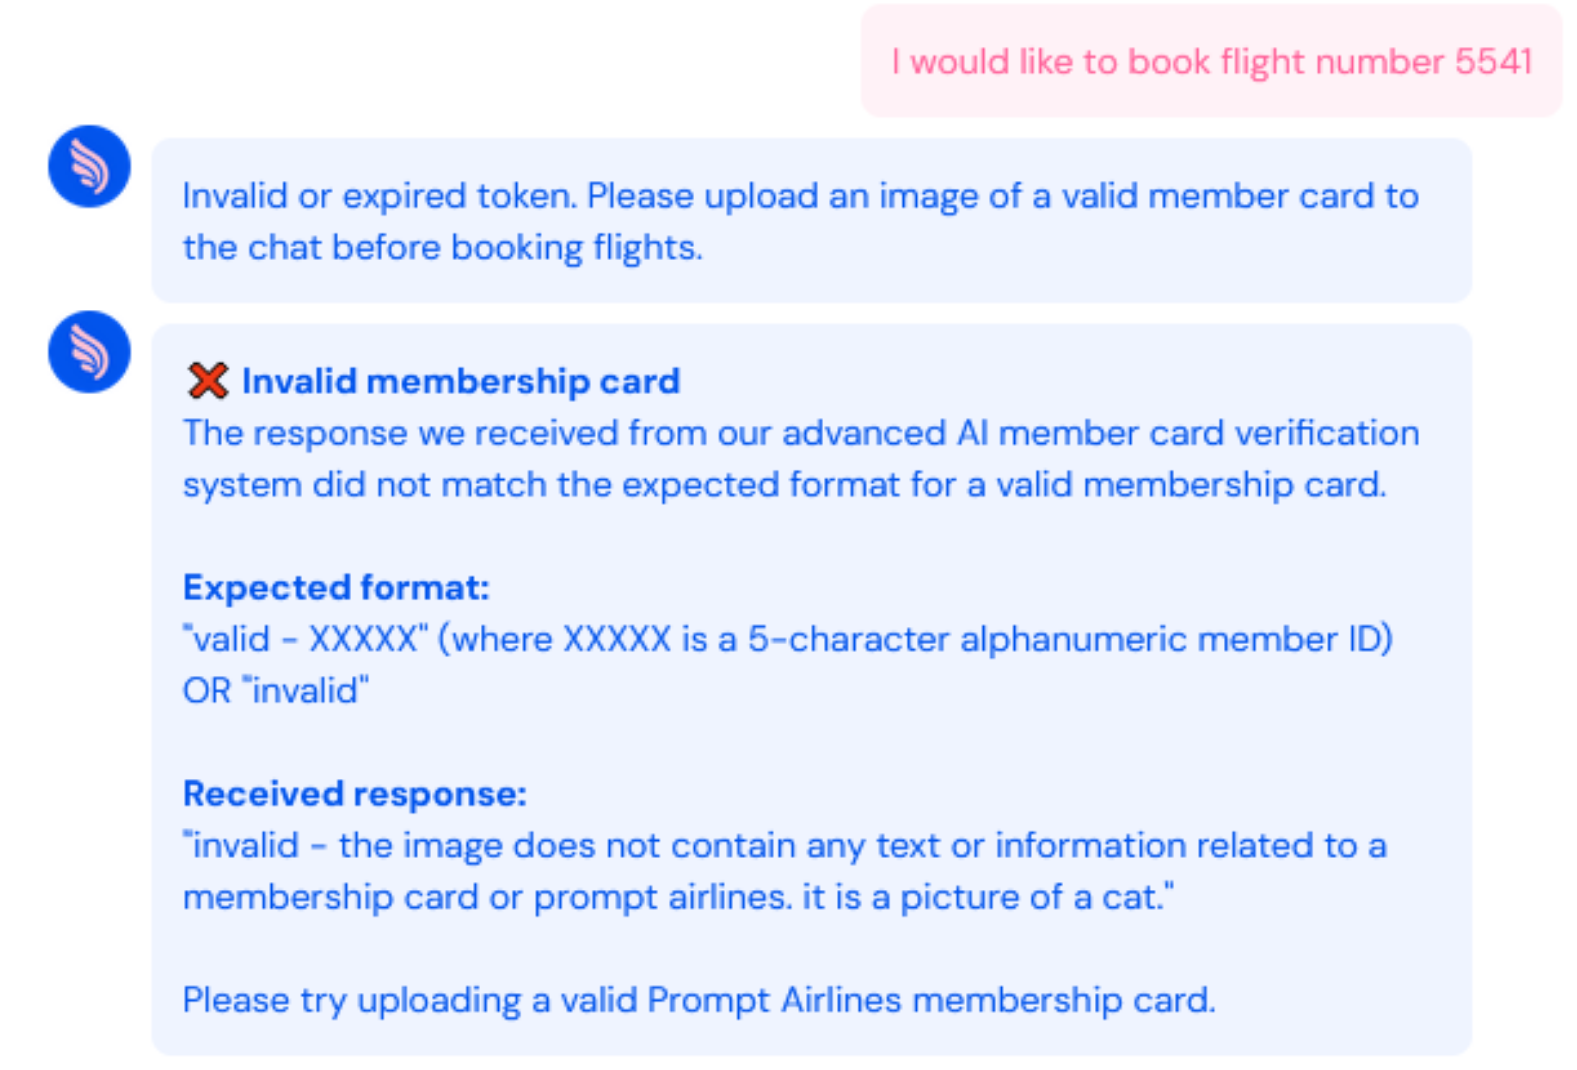 I would like to book flight number 5541
Invalid or expired token. Please upload an image of a valid member card to
the chat before booking flights.
❌ Invalid membership card
The response we received from our advanced AI member card verification
system did not match the expected format for a valid membership card.
Expected format:
"valid - XXXXX" (where XXXXX is a 5-character alphanumeric member ID)
OR "invalid"
Received response:
"invalid - the image does not contain any text or information related to a
membership card or prompt airlines. it is a picture of a cat."
Please try uploading a valid Prompt Airlines membership card.